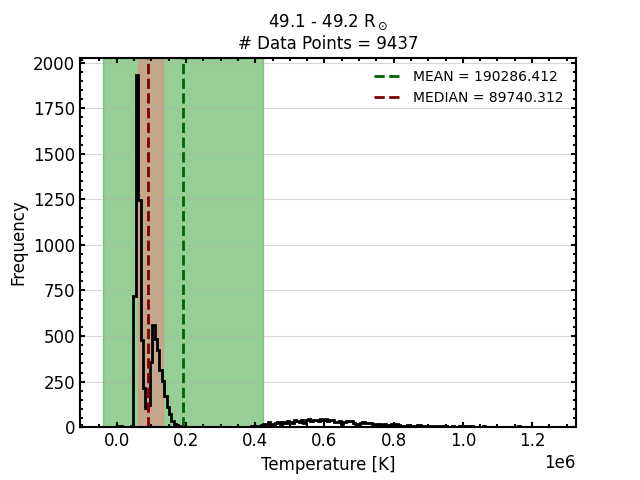 49.1 - 49.2 R⊙
# Data Points = 9437
MEAN = 190286.412
MEDIAN = 89740.312
Frequency
2000
1750
1500
1250
1000
750
500
250
0
0.0 0.2 0.4 0.6 0.8 1.0 1.2
1e6
Temperature [K]